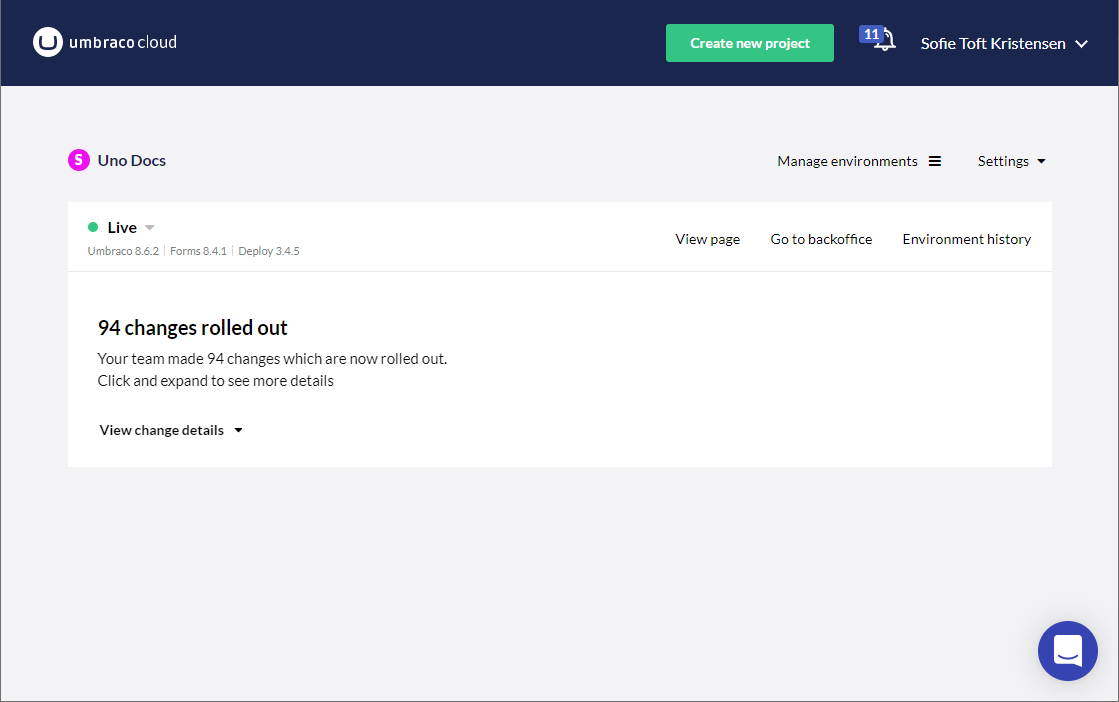 umbraco cloud
Create new project
11
Sofie Toft Kristensen
S Uno Docs
Manage environments
Settings
Live
Umbraco 8.6.2 | Forms 8.4.1 | Deploy 3.4.5
View page
Go to backoffice
Environment history
94 changes rolled out
Your team made 94 changes which are now rolled out.
Click and expand to see more details
View change details